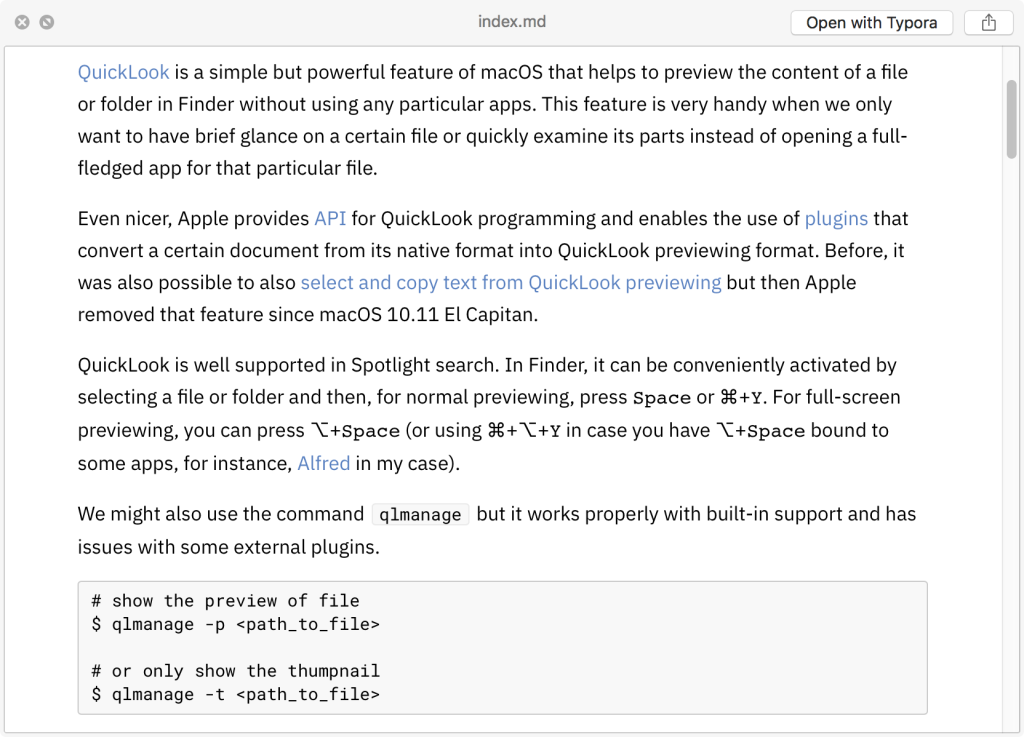 index.md
Open with Typora
QuickLook is a simple but powerful feature of macOS that helps to preview the content of a file
or folder in Finder without using any particular apps. This feature is very handy when we only
want to have brief glance on a certain file or quickly examine its parts instead of opening a full-
fledged app for that particular file.
Even nicer, Apple provides API for QuickLook programming and enables the use of plugins that
convert a certain document from its native format into QuickLook previewing format. Before, it
was also possible to also select and copy text from QuickLook previewing but then Apple
removed that feature since macOS 10.11 El Capitan.
QuickLook is well supported in Spotlight search. In Finder, it can be conveniently activated by
selecting a file or folder and then, for normal previewing, press Space or ⌘+Y. For full-screen
previewing, you can press ⌥+Space (or using ⌘+⌥+Y in case you have ⌥+Space bound to
some apps, for instance, Alfred in my case).
We might also use the command qlmanage but it works properly with built-in support and has
issues with some external plugins.
# show the preview of file
$ qlmanage -p <path_to_file>
# or only show the thumpnail
$ qlmanage -t <path_to_file>